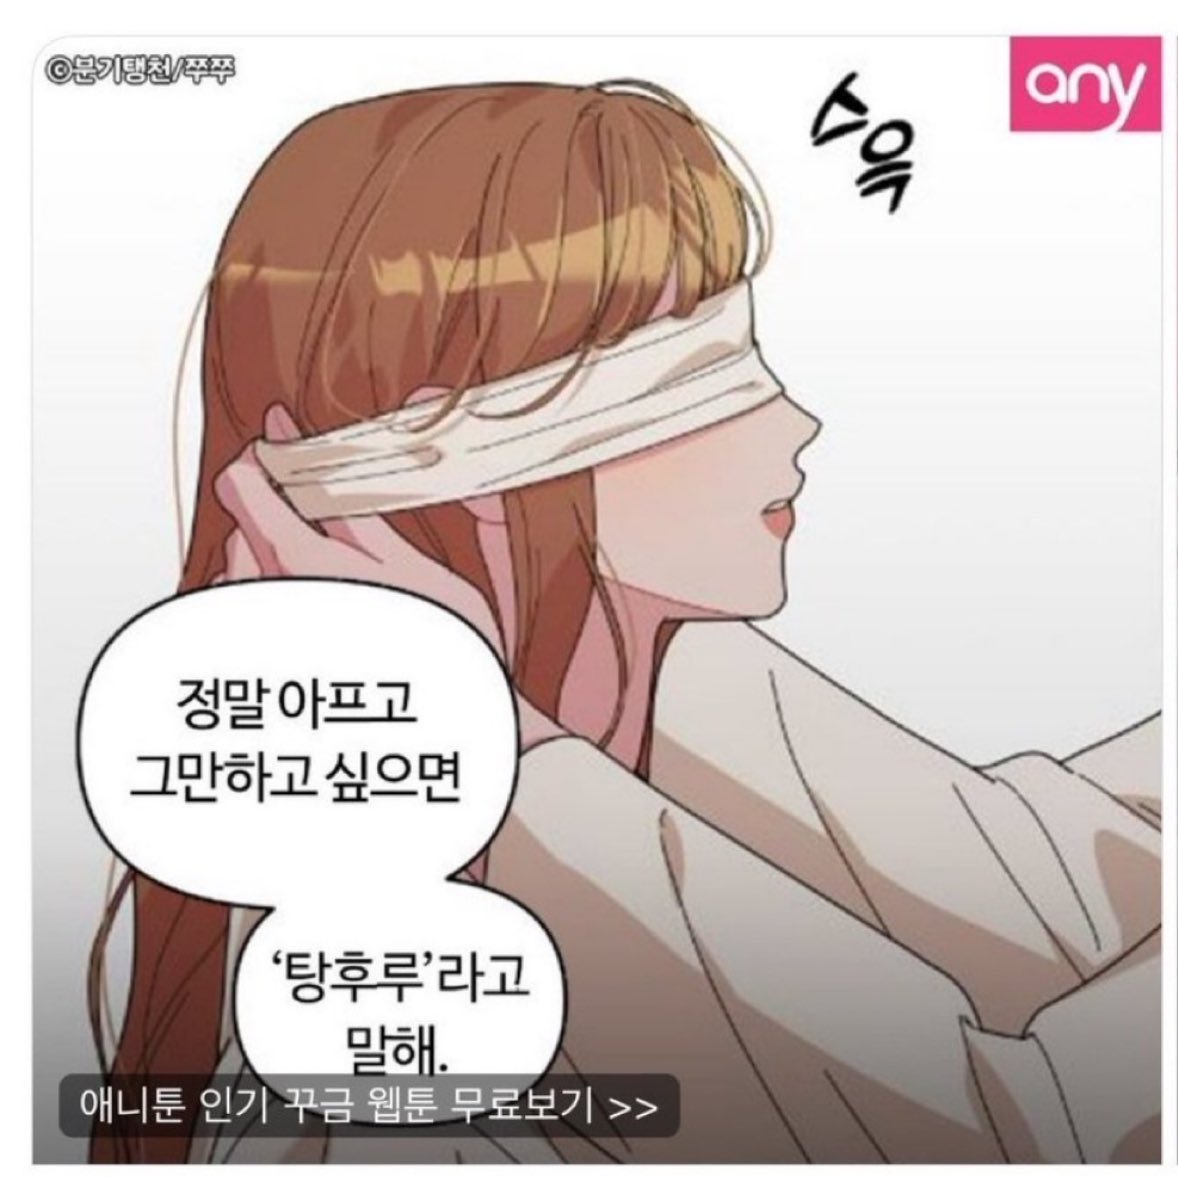 ©분기탱천/쭈쭈
any
스윽
정말 아프고
그만하고 싶으면
‘탕후루’라고
말해.
애니툰 인기 꾸금 웹툰 무료보기 >>